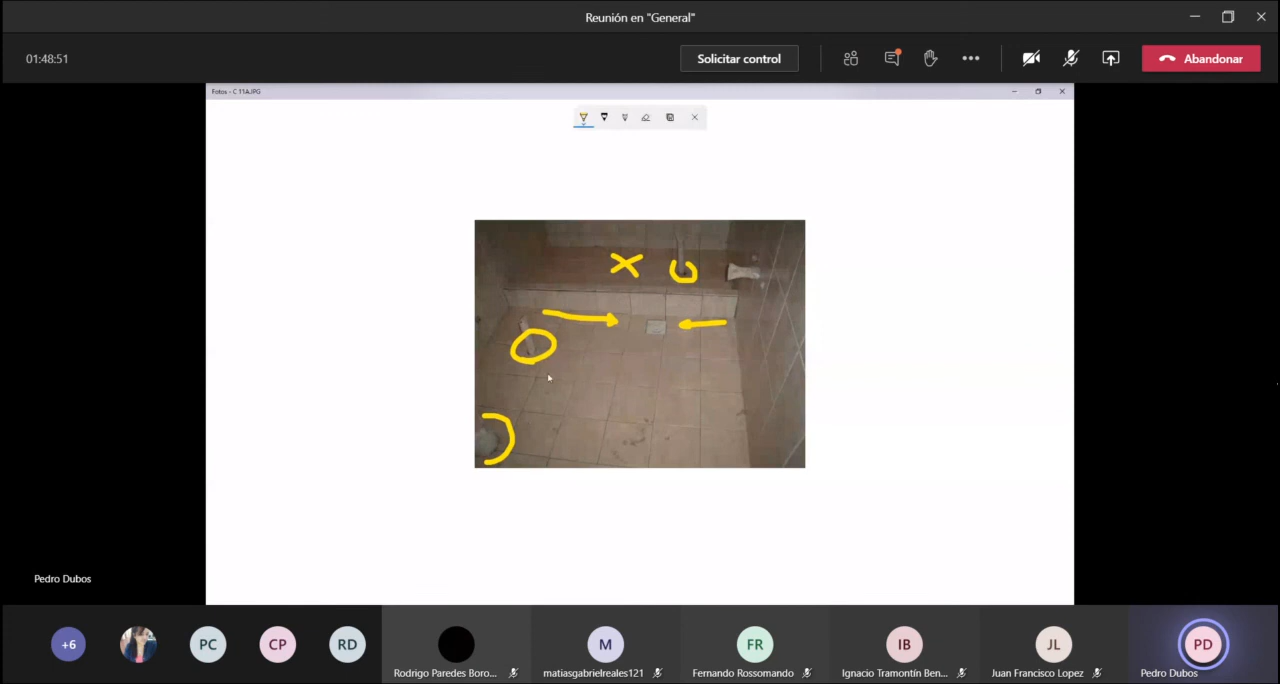 Reunión en "General"
01:48:51
Solicitar control
Abandonar
Fotos - C 11A.JPG
Pedro Dubos
+6
PC
CP
RD
Rodrigo Paredes Boro...
M
matiasgabrielreales121
FR
Fernando Rossomando
IB
Ignacio Tramontín Ben...
JL
Juan Francisco Lopez
PD
Pedro Dubos